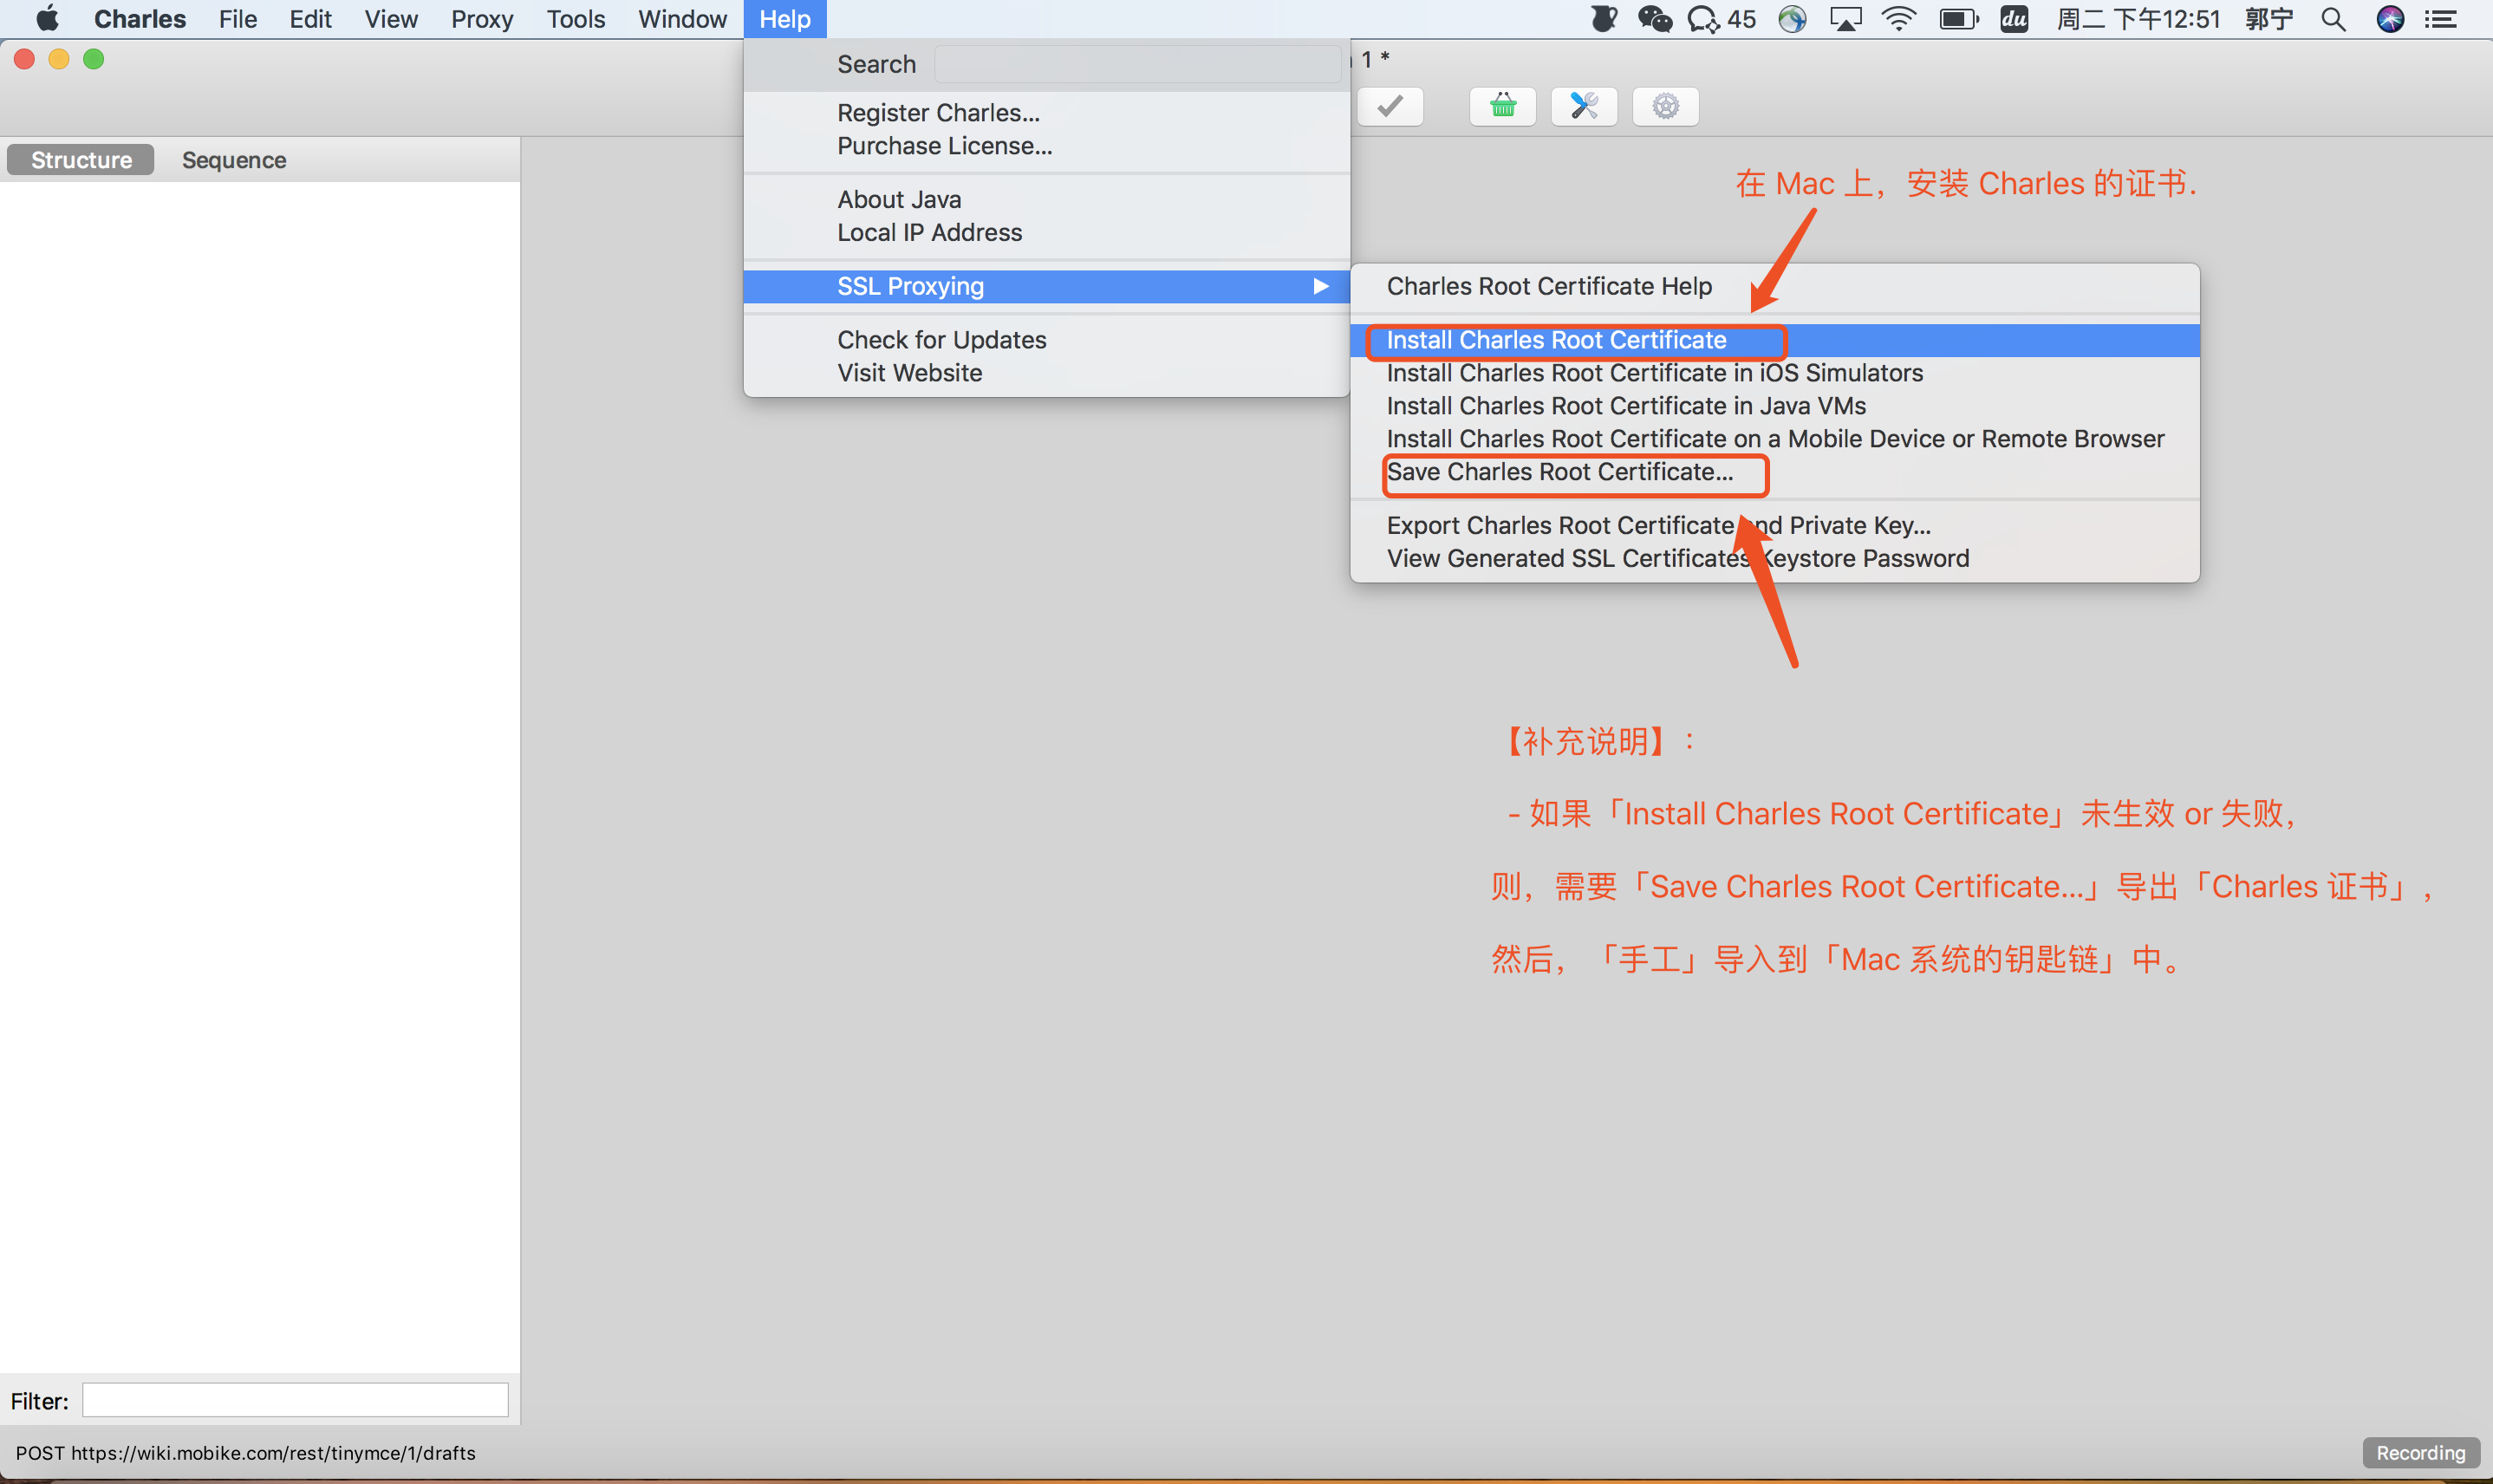 Charles File Edit View Proxy Tools Window Help 45 du 周二 下午12:51 郭宁
Search
1 *
Register Charles...
Purchase License...
Structure Sequence
About Java
Local IP Address
SSL Proxying
Check for Updates
Visit Website
在 Mac 上，安装 Charles 的证书.
Charles Root Certificate Help
Install Charles Root Certificate
Install Charles Root Certificate in iOS Simulators
Install Charles Root Certificate in Java VMs
Install Charles Root Certificate on a Mobile Device or Remote Browser
Save Charles Root Certificate...
Export Charles Root Certificate and Private Key...
View Generated SSL Certificates Keystore Password
【补充说明】：
- 如果「Install Charles Root Certificate」未生效 or 失败，
则，需要「Save Charles Root Certificate...」导出「Charles 证书」，
然后，「手工」导入到「Mac 系统的钥匙链」中。
Filter:
POST https://wiki.mobike.com/rest/tinymce/1/drafts
Recording